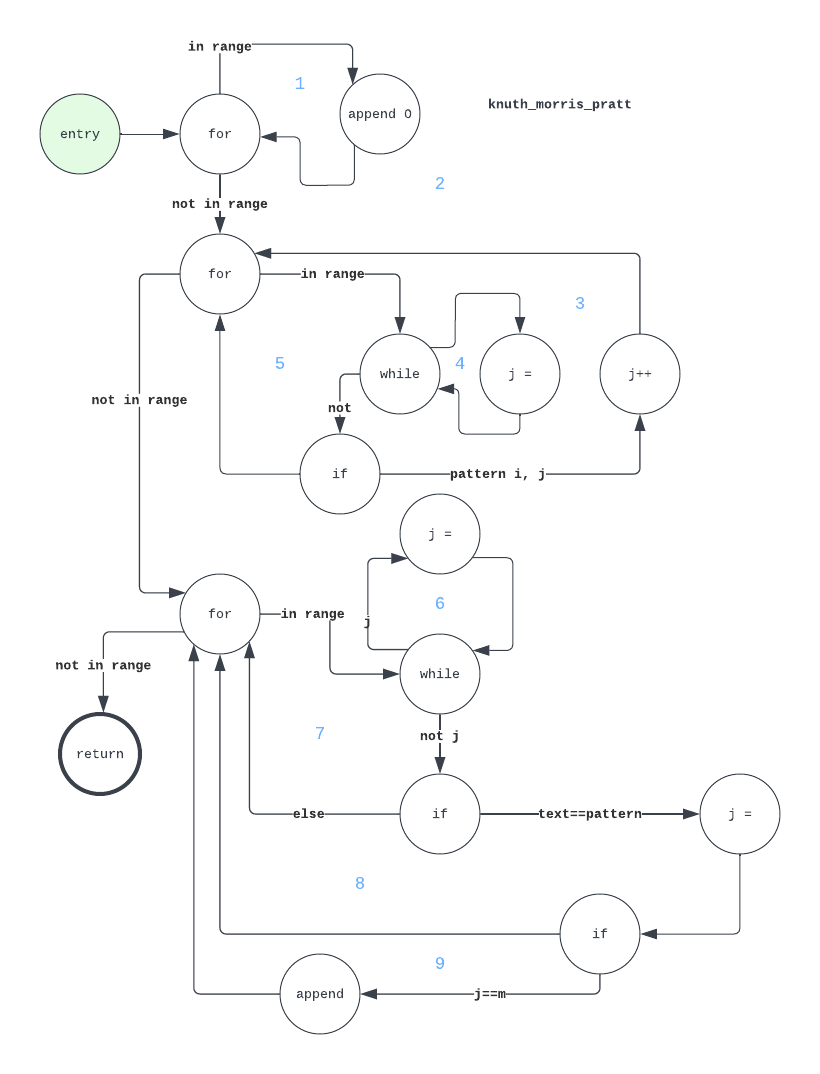 in range
1
append 0
knuth_morris_pratt
entry
for
2
not in range
for
in range
3
5
while
4
j =
j++
not in range
not
if
pattern i, j
j =
6
for
in range
j
not in range
while
7
not j
return
else
if
text==pattern
j =
8
if
9
append
j==m